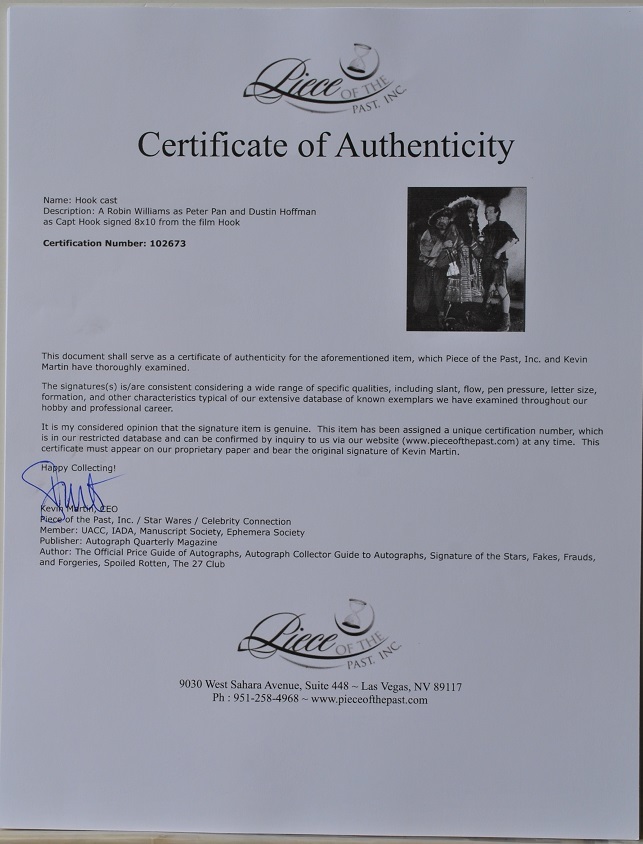 Piece
OF THE
PAST, INC.
Certificate of Authenticity
Name: Hook cast
Description: A Robin Williams as Peter Pan and Dustin Hoffman
as Capt Hook signed 8x10 from the film Hook
Certification Number: 102673
This document shall serve as a certificate of authenticity for the aforementioned item, which Piece of the Past, Inc. and Kevin
Martin have thoroughly examined.
The signatures(s) is/are consistent considering a wide range of specific qualities, including slant, flow, pen pressure, letter size,
formation, and other characteristics typical of our extensive database of known exemplars we have examined throughout our
hobby and professional career.
It is my considered opinion that the signature item is genuine. This item has been assigned a unique certification number, which
is in our restricted database and can be confirmed by inquiry to us via our website (www.pieceofthepast.com) at any time. This
certificate must appear on our proprietary paper and bear the original signature of Kevin Martin.
Happy Collecting!
Kevin Martin, CEO
Piece of the Past, Inc. / Star Wares / Celebrity Connection
Member: UACC, IADA, Manuscript Society, Ephemera Society
Publisher: Autograph Quarterly Magazine
Author: The Official Price Guide of Autographs, Autograph Collector Guide to Autographs, Signature of the Stars, Fakes, Frauds,
and Forgeries, Spoiled Rotten, The 27 Club
Piece
OF THE
PAST, INC.
9030 West Sahara Avenue, Suite 448 ~ Las Vegas, NV 89117
Ph : 951-258-4968 ~ www.pieceofthepast.com